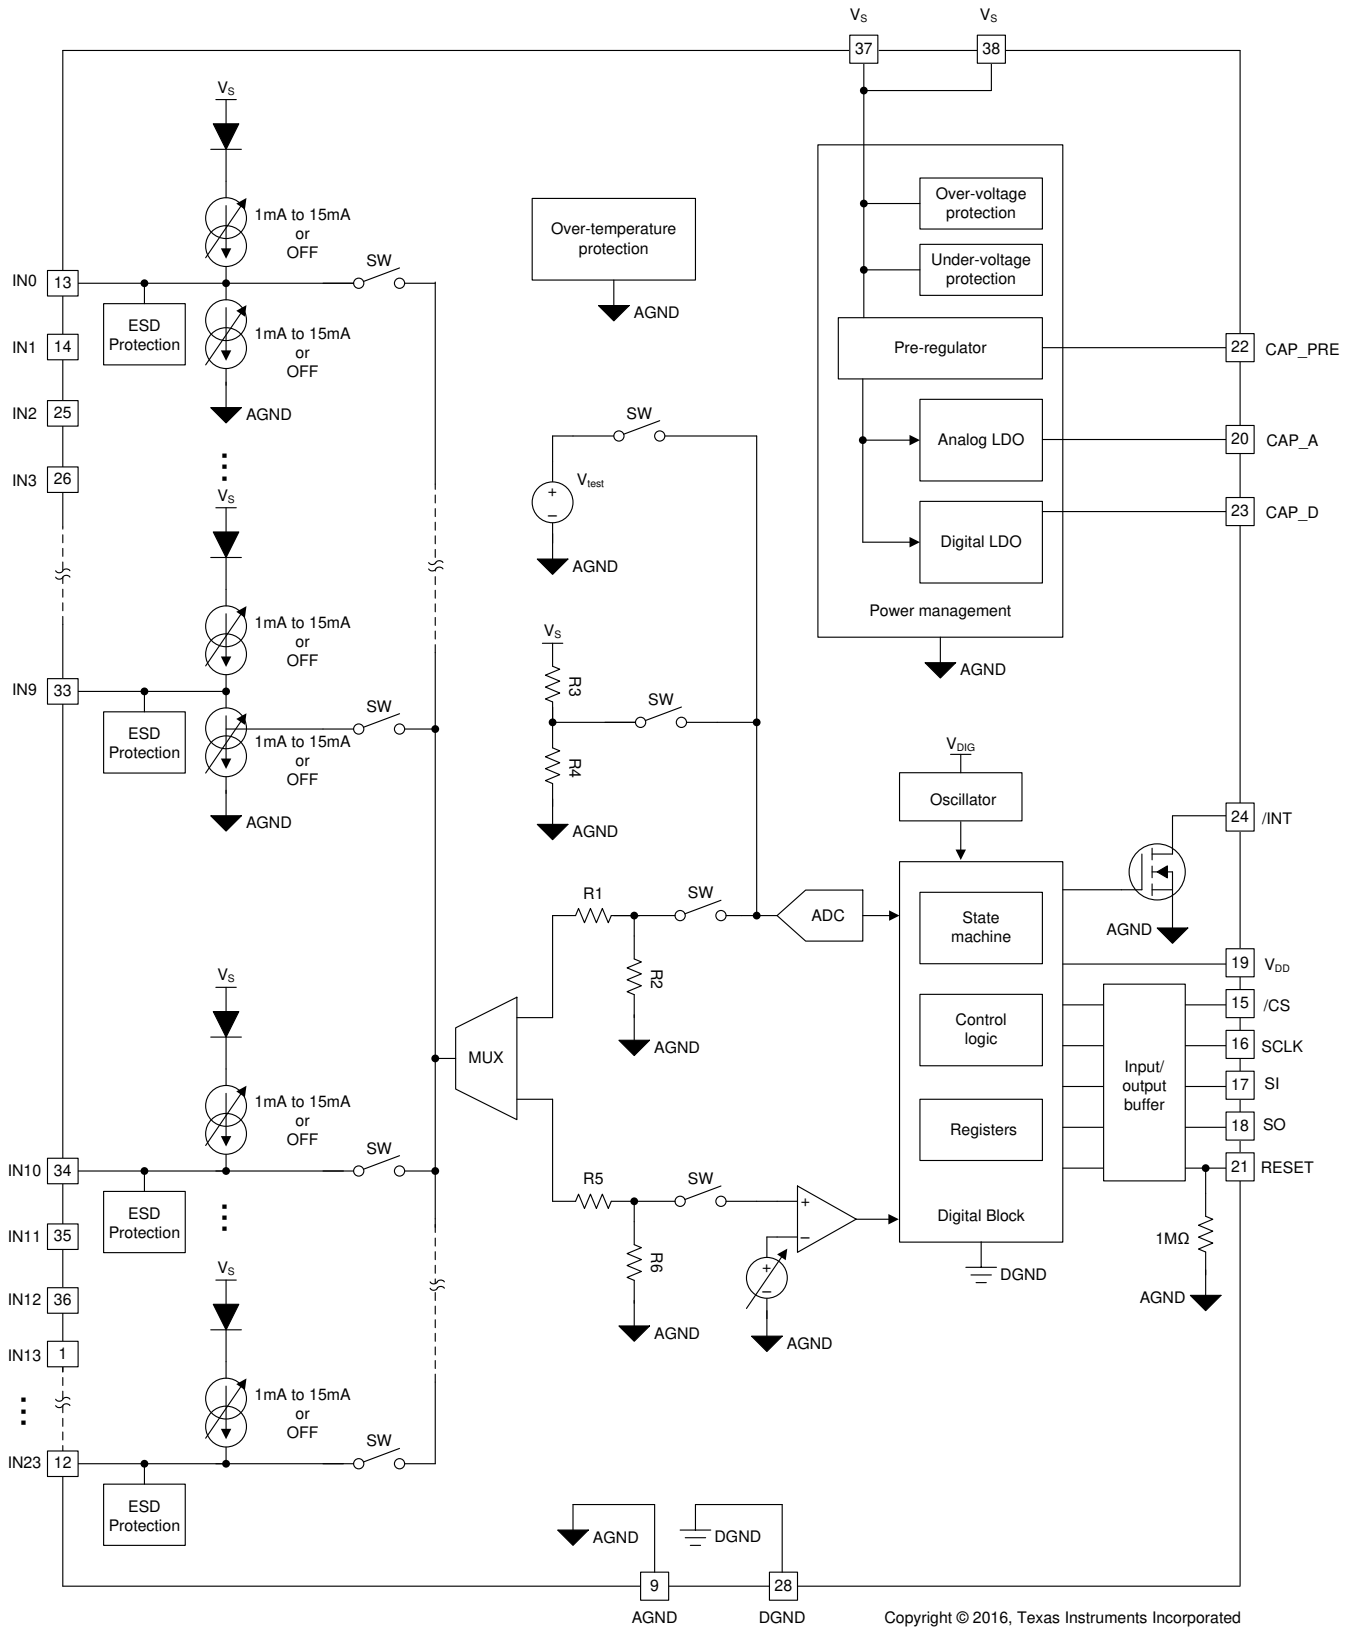 VS
VS
37
38
VS
1mA to 15mA
or
OFF
IN0
13
SW
ESD
Protection
1mA to 15mA
or
OFF
IN1
14
AGND
IN2
25
IN3
26
VS
1mA to 15mA
or
OFF
IN9
33
SW
ESD
Protection
1mA to 15mA
or
OFF
AGND
VS
1mA to 15mA
or
OFF
IN10
34
SW
ESD
Protection
IN11
35
IN12
36
IN13
1
VS
1mA to 15mA
or
OFF
IN23
12
SW
ESD
Protection
Over-temperature
protection
AGND
SW
Vtest
+
–
AGND
VS
R3
SW
R4
AGND
R1
SW
R2
AGND
ADC
MUX
R5
SW
R6
AGND
+
–
+
–
AGND
Over-voltage
protection
Under-voltage
protection
Pre-regulator
22
CAP_PRE
Analog LDO
20
CAP_A
Digital LDO
23
CAP_D
Power management
AGND
VDIG
Oscillator
24
/INT
AGND
State
machine
Control
logic
Registers
Digital Block
DGND
19
VDD
Input/
output
buffer
15
/CS
16
SCLK
17
SI
18
SO
21
RESET
1MΩ
AGND
AGND
DGND
9
28
AGND
DGND
Copyright © 2016, Texas Instruments Incorporated